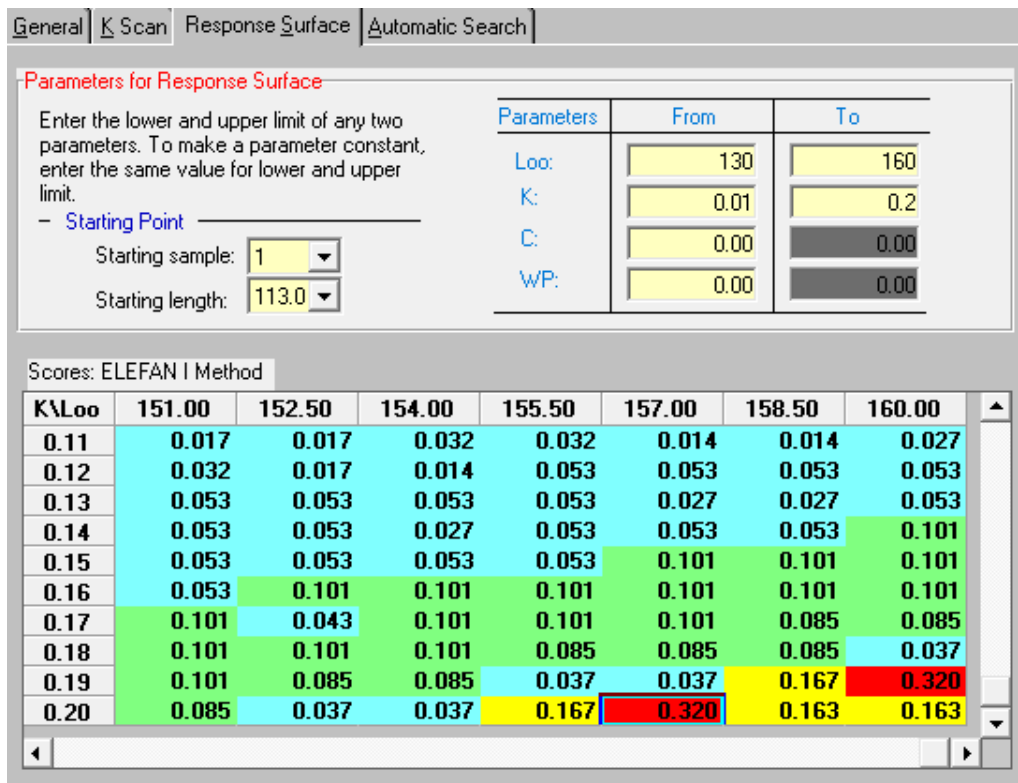 General K Scan Response Surface Automatic Search
Parameters for Response Surface
Enter the lower and upper limit of any two
parameters. To make a parameter constant,
enter the same value for lower and upper
limit.
Starting Point
Starting sample: 1
Starting length: 113.0
Parameters From To
Loo: 130 160
K: 0.01 0.2
C: 0.00 0.00
WP: 0.00 0.00
Scores: ELEFAN I Method
K\Loo 151.00 152.50 154.00 155.50 157.00 158.50 160.00
0.11 0.017 0.017 0.032 0.032 0.014 0.014 0.027
0.12 0.032 0.017 0.014 0.053 0.053 0.053 0.053
0.13 0.053 0.053 0.053 0.053 0.027 0.027 0.053
0.14 0.053 0.053 0.027 0.053 0.053 0.053 0.101
0.15 0.053 0.053 0.053 0.053 0.101 0.101 0.101
0.16 0.053 0.101 0.101 0.101 0.101 0.101 0.101
0.17 0.101 0.043 0.101 0.101 0.101 0.085 0.085
0.18 0.101 0.101 0.101 0.085 0.085 0.085 0.037
0.19 0.101 0.085 0.085 0.037 0.037 0.167 0.320
0.20 0.085 0.037 0.037 0.167 0.320 0.163 0.163